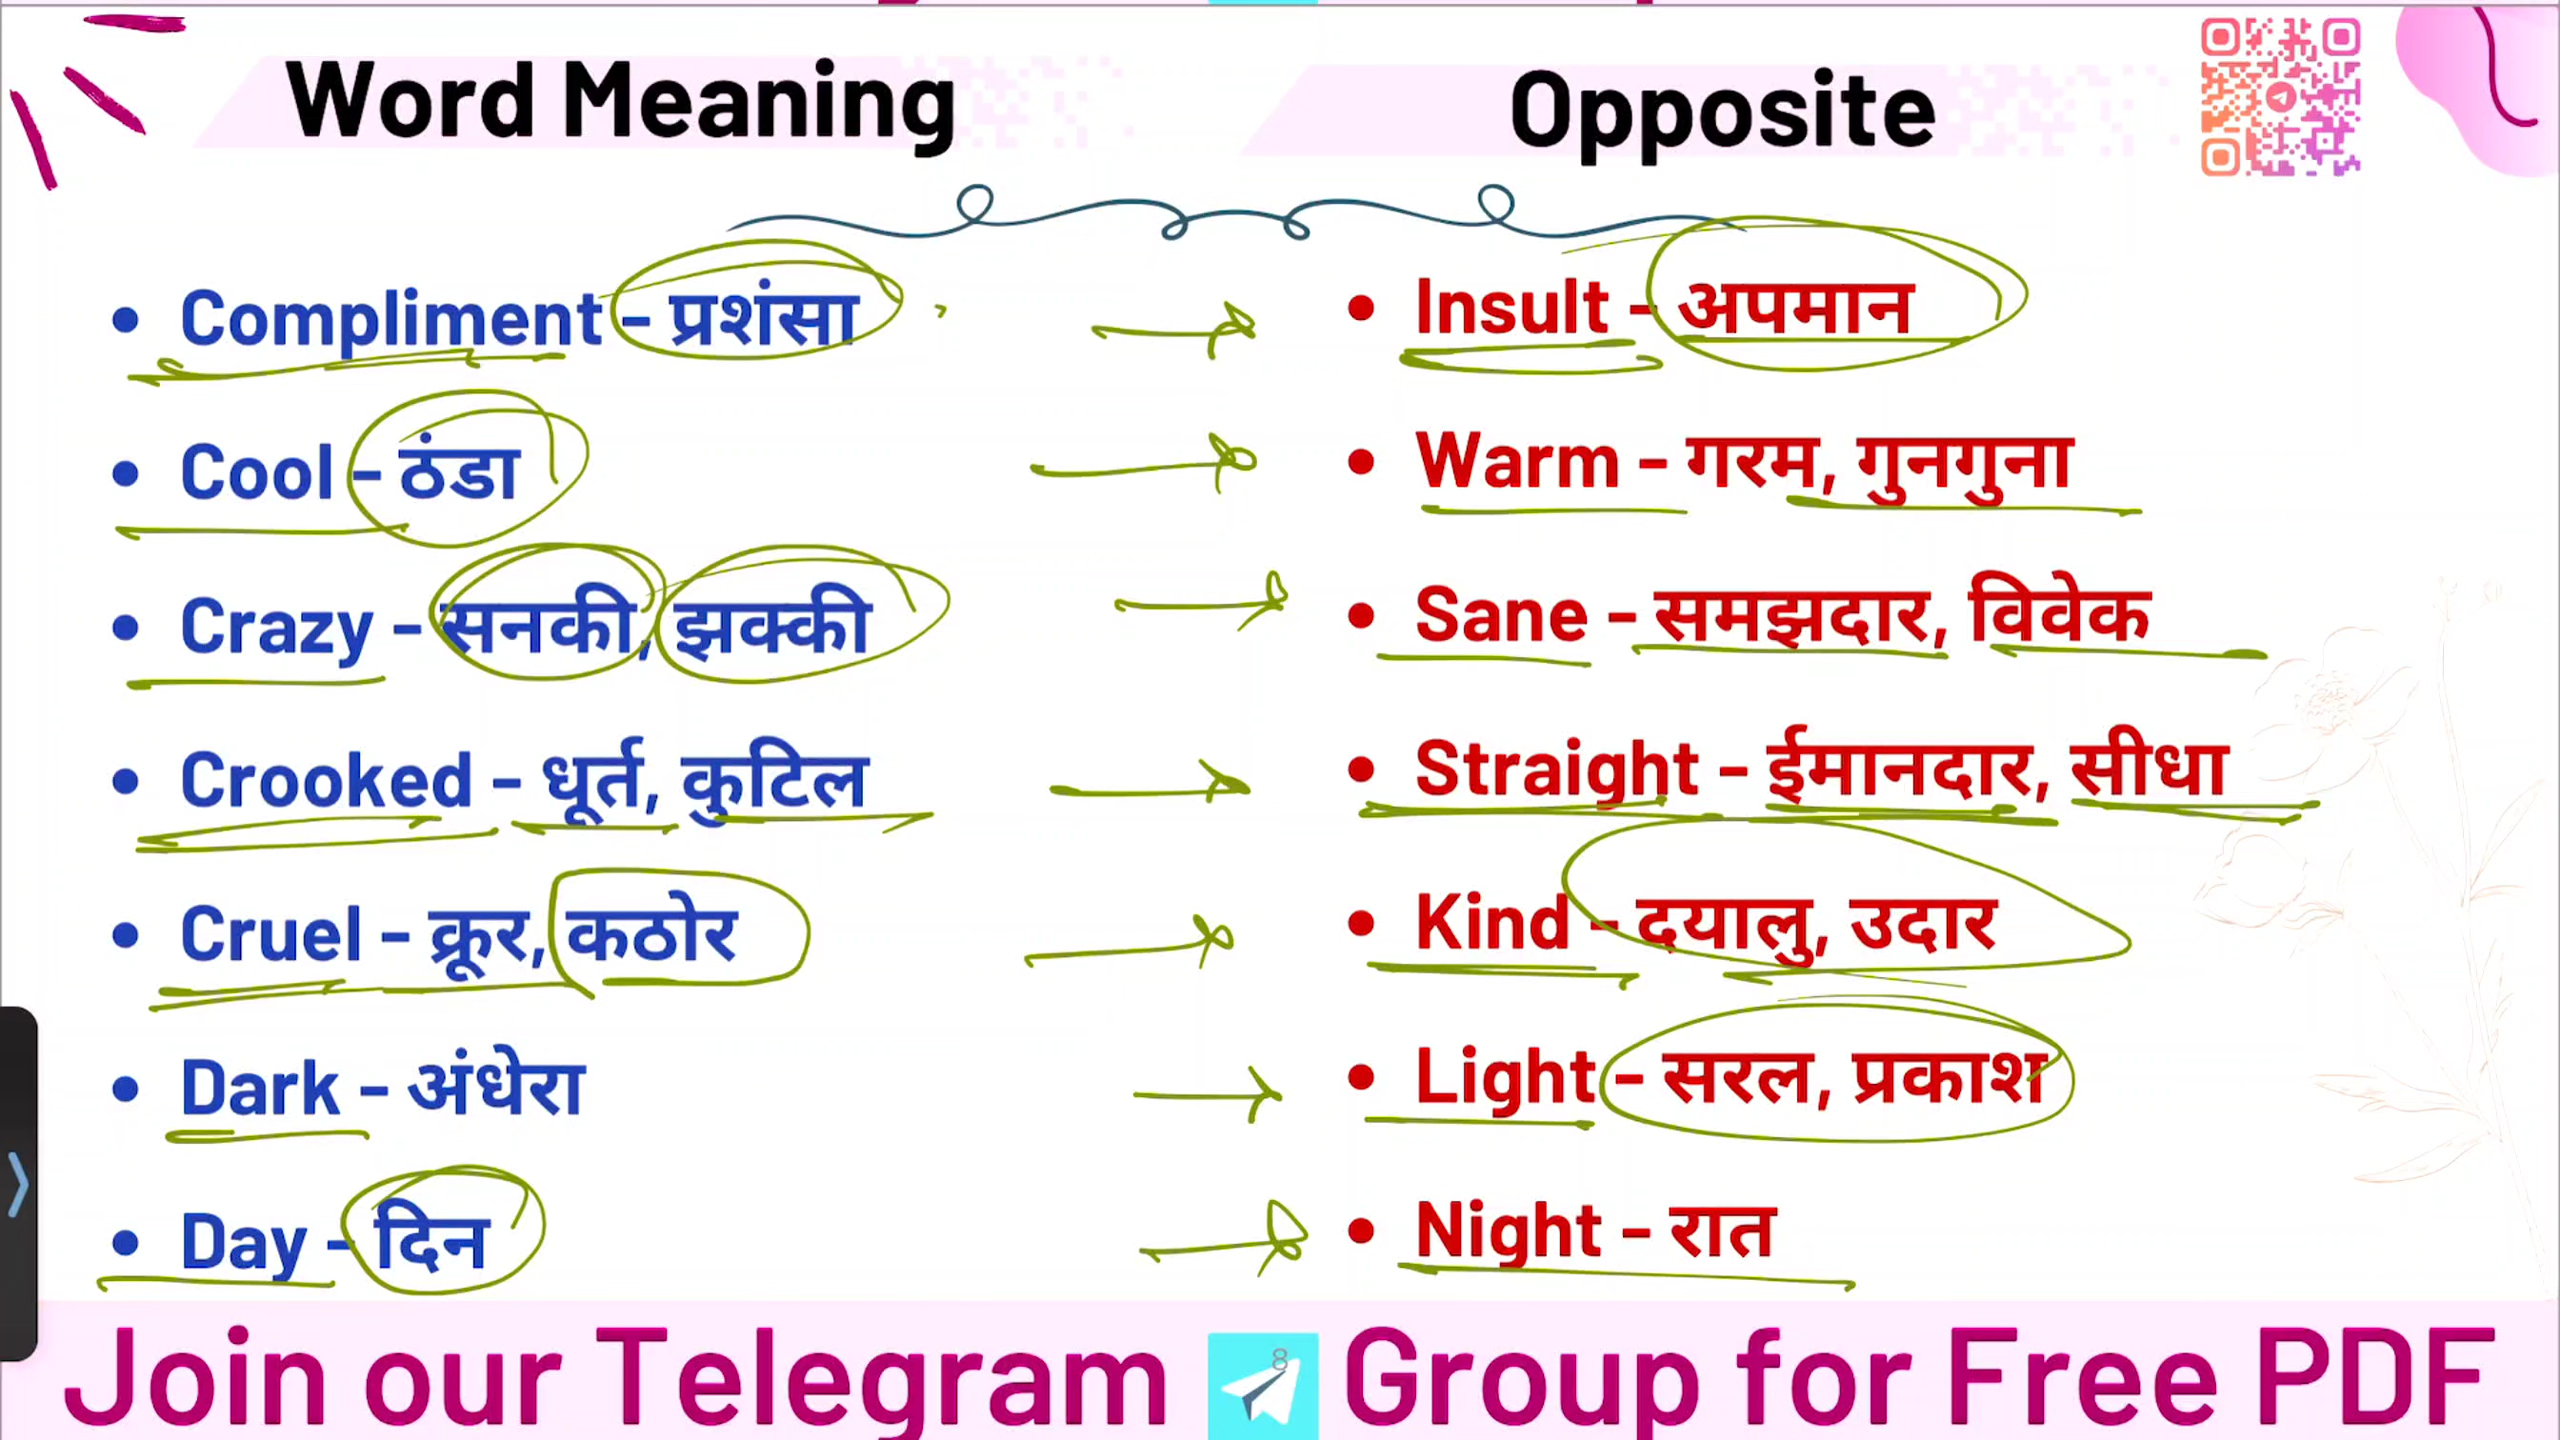 Word Meaning
Opposite
• Compliment - प्रशंसा
• Insult - अपमान
• Cool - ठंडा
• Warm - गरम, गुनगुना
• Crazy - सनकी, झक्की
• Sane - समझदार, विवेक
• Crooked - धूर्त, कुटिल
• Straight - ईमानदार, सीधा
• Cruel - क्रूर, कठोर
• Kind - दयालु, उदार
• Dark - अंधेरा
• Light - सरल, प्रकाश
• Day - दिन
• Night - रात
Join our Telegram 8 Group for Free PDF